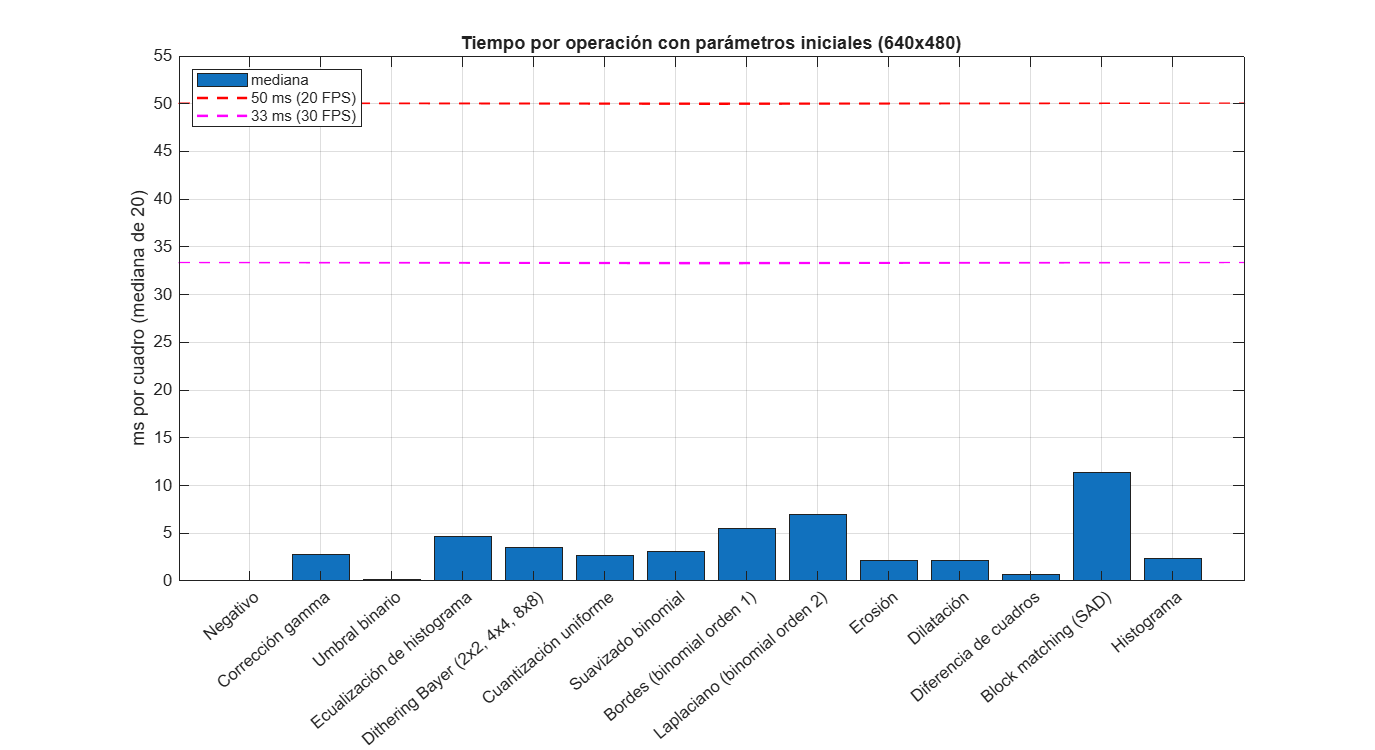 Tiempo por operación con parámetros iniciales (640x480)
mediana
50 ms (20 FPS)
33 ms (30 FPS)
ms por cuadro (mediana de 20)
55
50
45
40
35
30
25
20
15
10
5
0
Negativo
Corrección gamma
Umbral binario
Ecualización de histograma
Dithering Bayer (2x2, 4x4, 8x8)
Cuantización uniforme
Suavizado binomial
Bordes (binomial orden 1)
Laplaciano (binomial orden 2)
Erosión
Dilatación
Diferencia de cuadros
Block matching (SAD)
Histograma